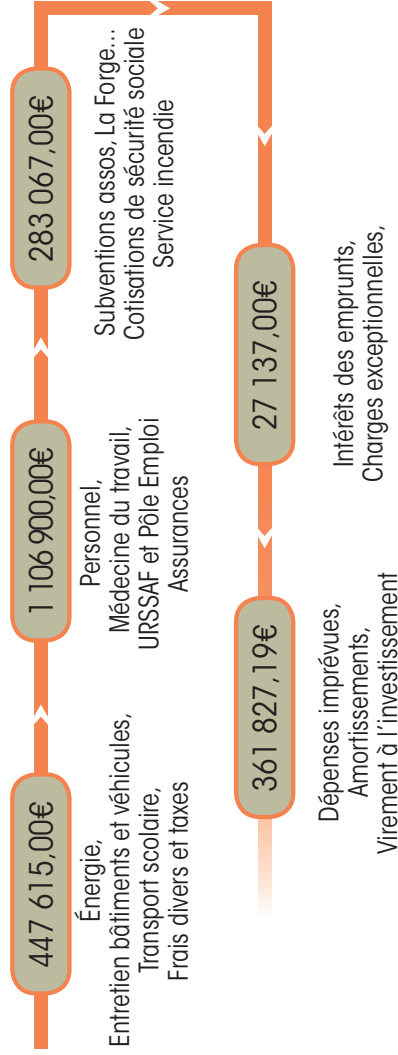 447 615,00€
Énergie,
Entretien bâtiments et véhicules,
Transport scolaire,
Frais divers et taxes
1 106 900,00€
Personnel,
Médecine du travail,
URSSAF et Pôle Emploi
Assurances
283 067,00€
Subventions assos, La Forge...
Cotisations de sécurité sociale
Service incendie
27 137,00€
Intérêts des emprunts,
Charges exceptionnelles,
361 827,19€
Dépenses imprévues,
Amortissements,
Virement à l'investissement